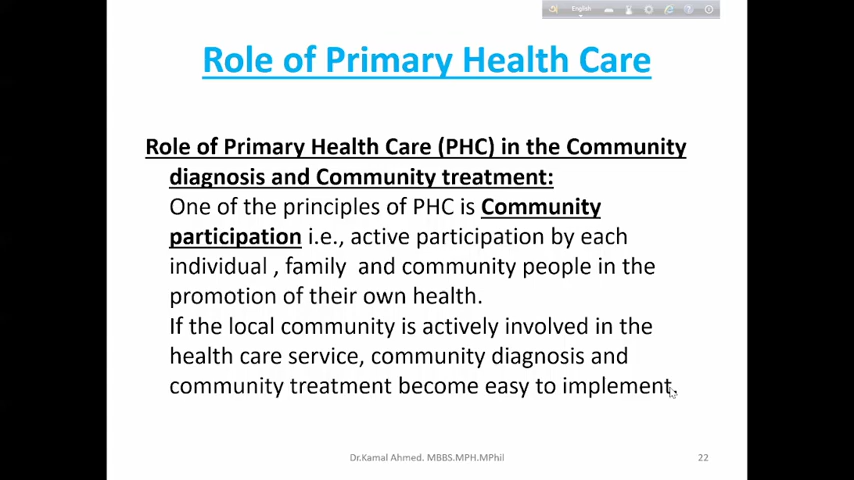 English
Role of Primary Health Care
Role of Primary Health Care (PHC) in the Community
diagnosis and Community treatment:
One of the principles of PHC is Community
participation i.e., active participation by each
individual , family and community people in the
promotion of their own health.
If the local community is actively involved in the
health care service, community diagnosis and
community treatment become easy to implement.
Dr.Kamal Ahmed. MBBS.MPH.MPhil
22